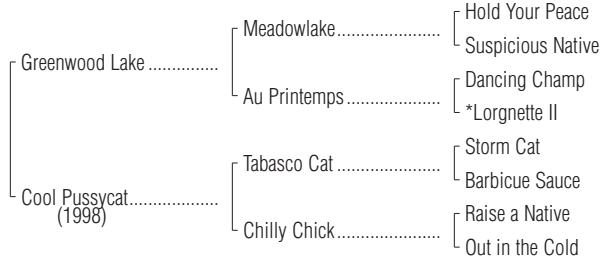 Hold Your Peace
Meadowlake....................
Suspicious Native
Greenwood Lake ...............
Dancing Champ
Au Printemps..................
*Lorgnette II
Storm Cat
Tabasco Cat ....................
Barbicue Sauce
Cool Pussycat...................
(1998)
Raise a Native
Chilly Chick....................
Out in the Cold